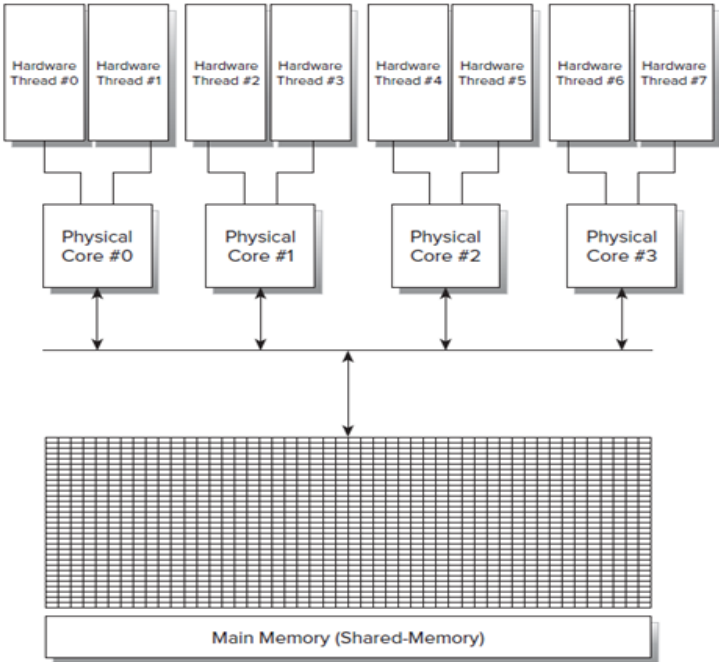 Hardware
Thread #0
Hardware
Thread #1
Hardware
Thread #2
Hardware
Thread #3
Hardware
Thread #4
Hardware
Thread #5
Hardware
Thread #6
Hardware
Thread #7
Physical
Core #0
Physical
Core #1
Physical
Core #2
Physical
Core #3
Main Memory (Shared-Memory)